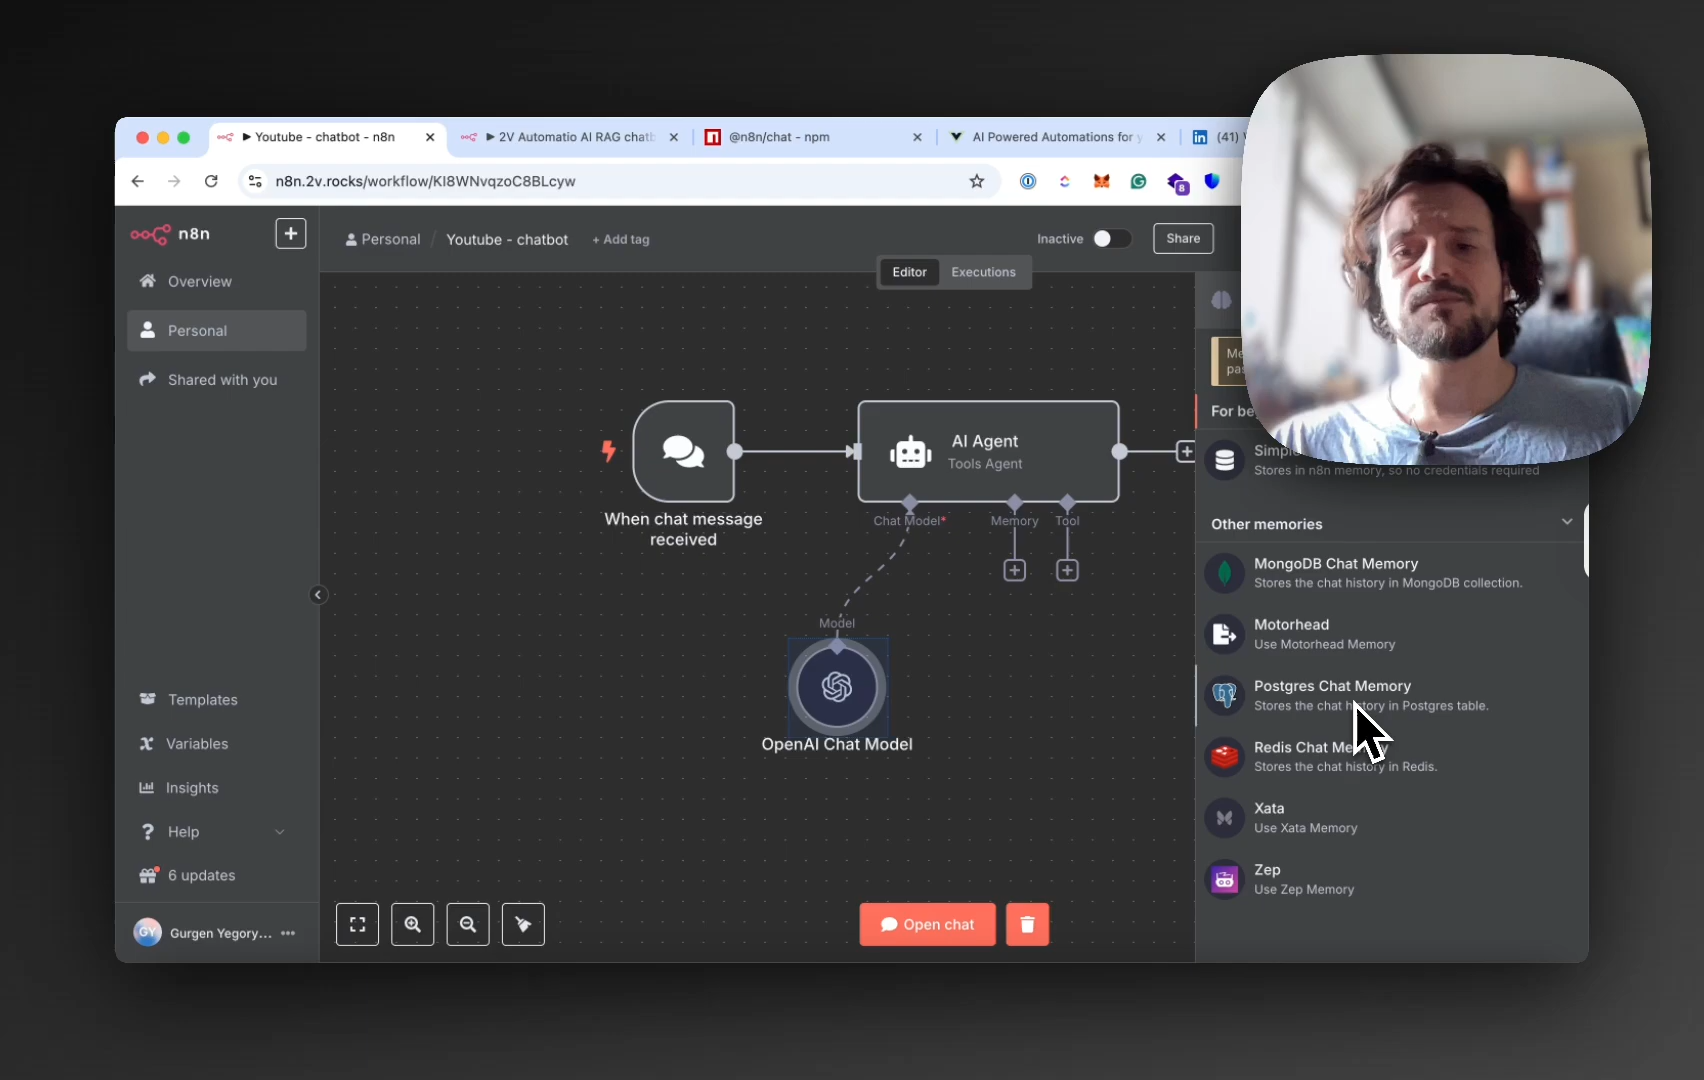 ▶ Youtube - chatbot - n8n
▶ 2V Automatio AI RAG chatb
@n8n/chat - npm
AI Powered Automations for y
(41)
n8n.2v.rocks/workflow/KI8WNvqzoC8BLcyw
8
n8n
Personal / Youtube - chatbot + Add tag
Inactive
Share
Editor
Executions
Overview
Personal
Shared with you
Templates
Variables
Insights
Help
6 updates
GY
Gurgen Yegory...
When chat message
received
AI Agent
Tools Agent
Chat Model*
Memory
Tool
Model
OpenAI Chat Model
Open chat
Me
pas
For be
Simple
Stores in n8n memory, so no credentials required
Other memories
MongoDB Chat Memory
Stores the chat history in MongoDB collection.
Motorhead
Use Motorhead Memory
Postgres Chat Memory
Stores the chat history in Postgres table.
Redis Chat Memory
Stores the chat history in Redis.
Xata
Use Xata Memory
Zep
Use Zep Memory